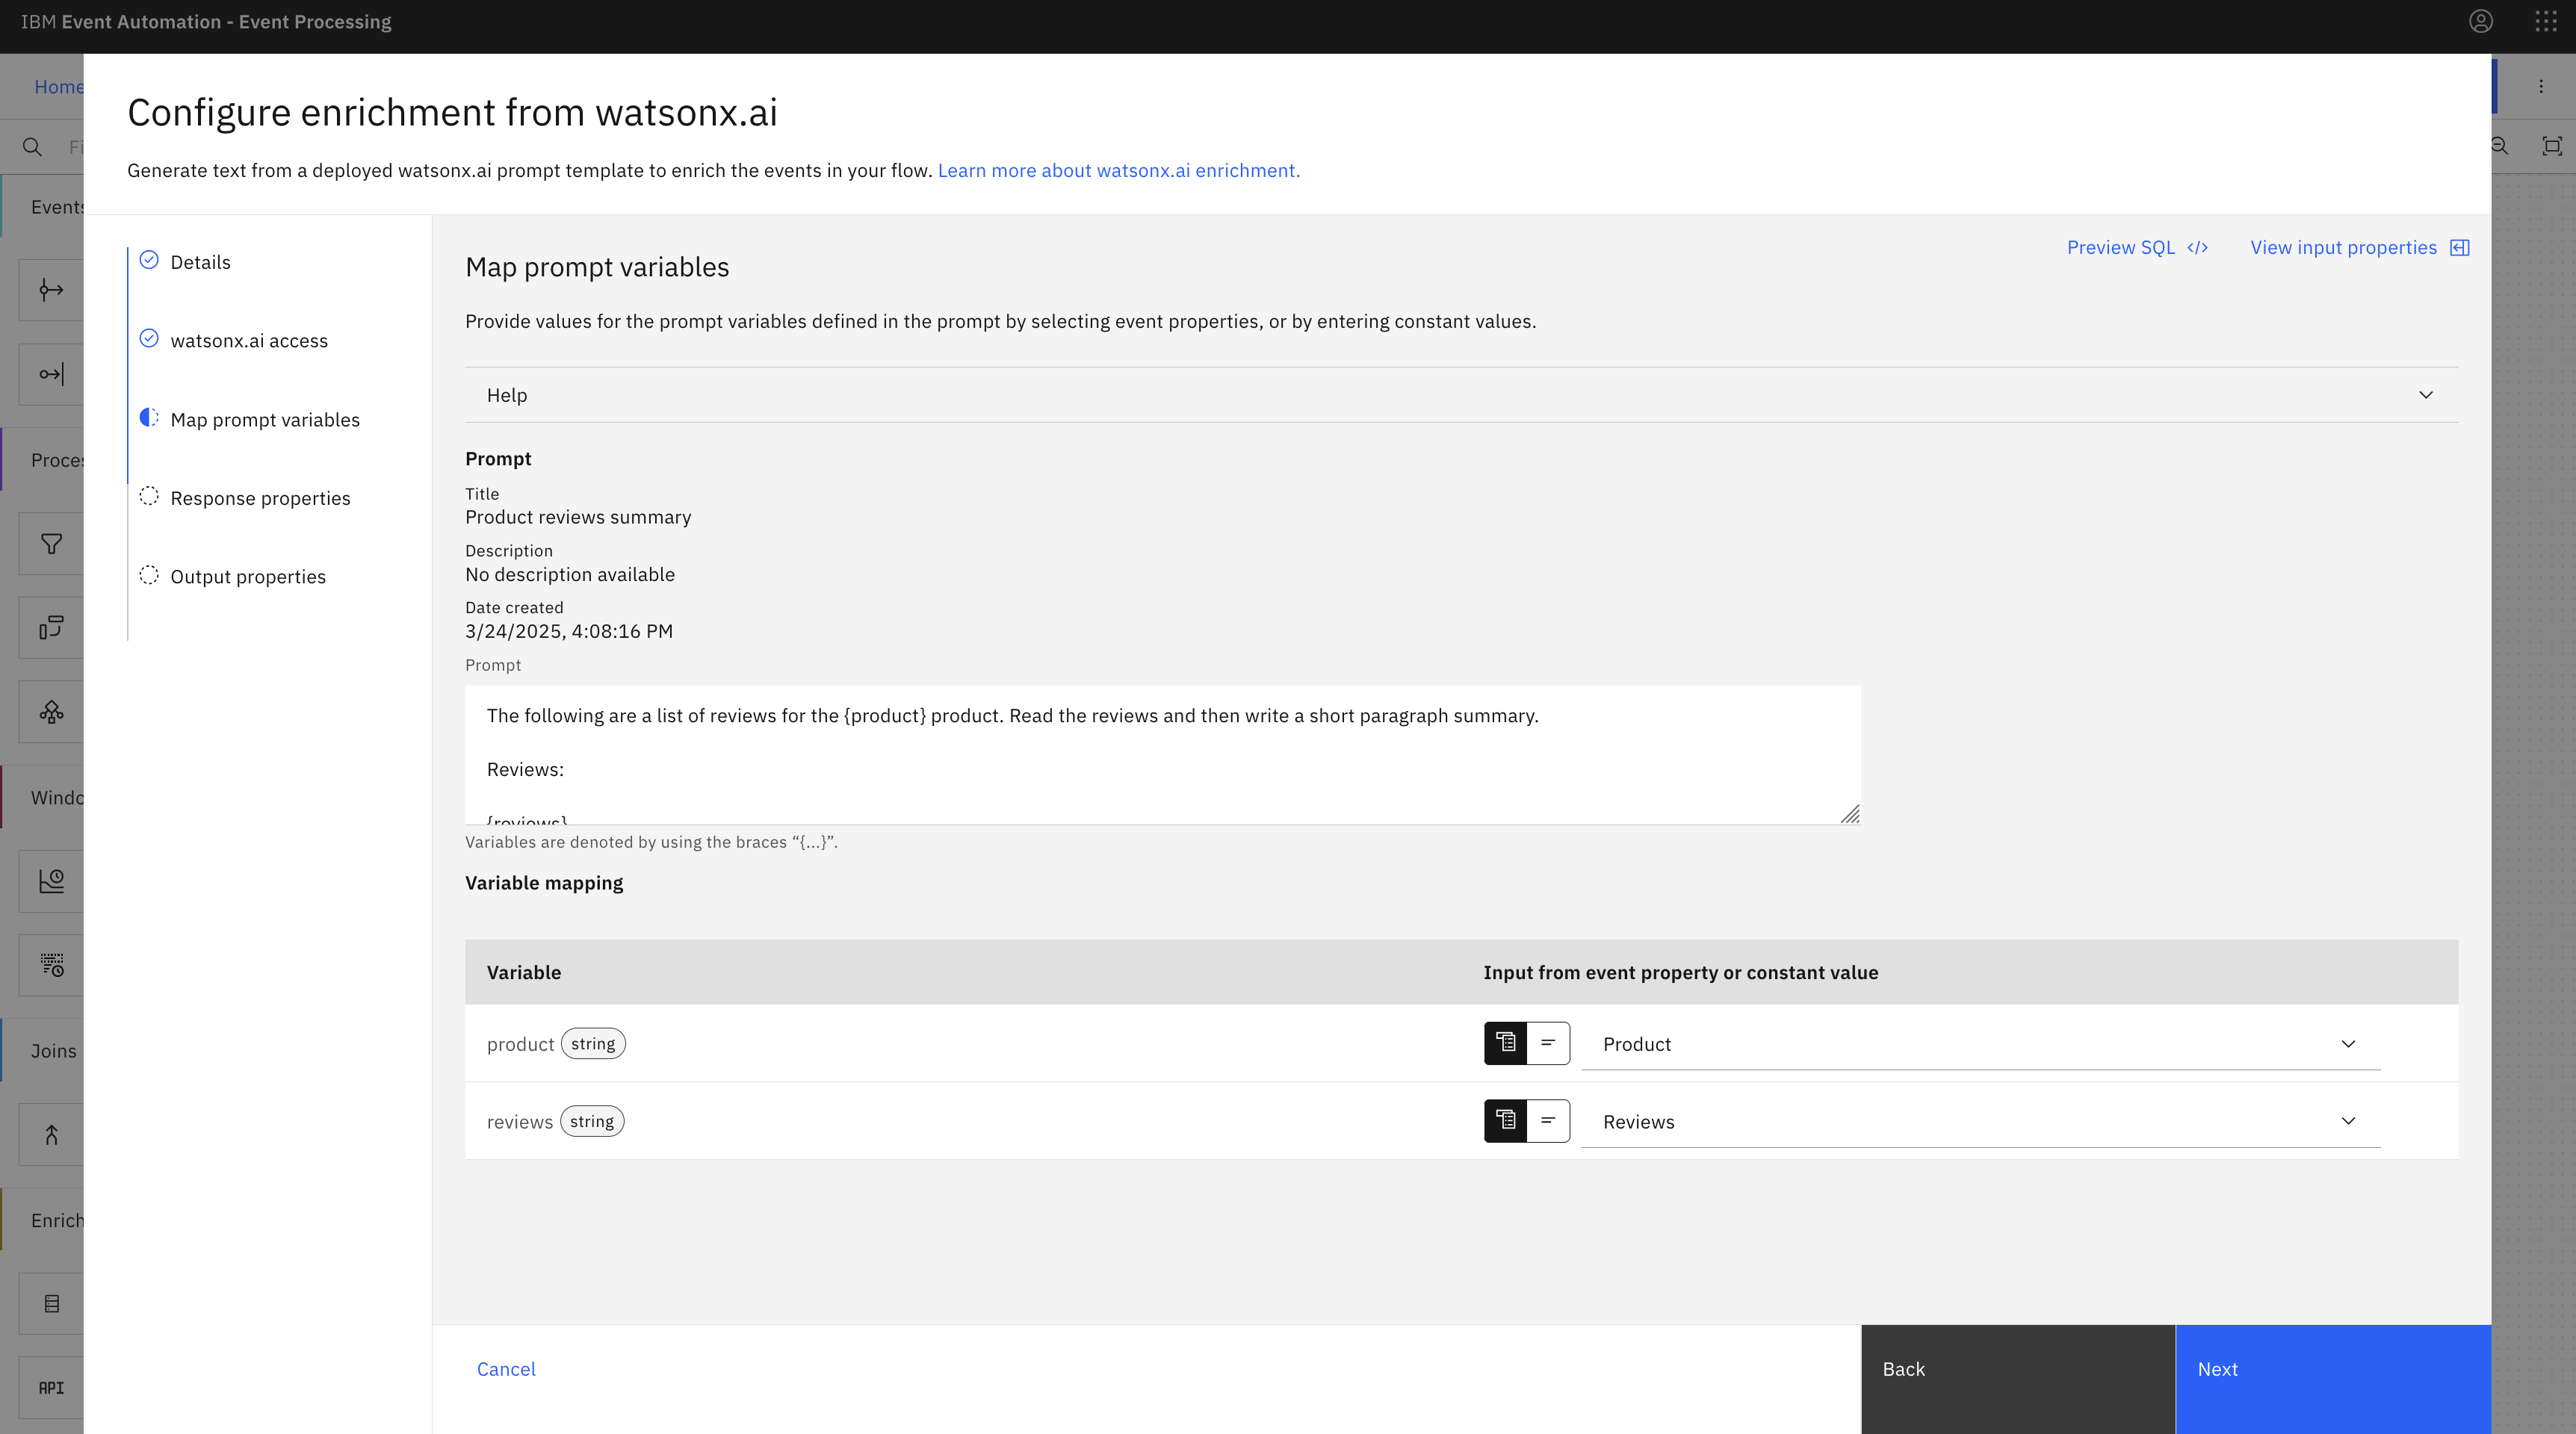 IBM Event Automation - Event Processing
Home
Configure enrichment from watsonx.ai
Generate text from a deployed watsonx.ai prompt template to enrich the events in your flow. Learn more about watsonx.ai enrichment.
Events
Joins
API
Details
watsonx.ai access
Map prompt variables
Response properties
Output properties
Preview SQL </>
View input properties
Map prompt variables
Provide values for the prompt variables defined in the prompt by selecting event properties, or by entering constant values.
Help
Prompt
Title
Product reviews summary
Description
No description available
Date created
3/24/2025, 4:08:16 PM
Prompt
The following are a list of reviews for the {product} product. Read the reviews and then write a short paragraph summary.
Reviews:
{reviews}
Variables are denoted by using the braces “{...}”.
Variable mapping
Variable
Input from event property or constant value
product string
Product
reviews string
Reviews
Cancel
Back
Next